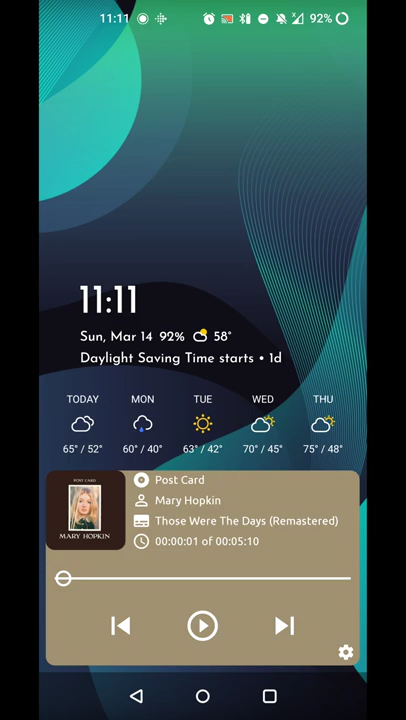 11:11
92%
11:11
Sun, Mar 14 92% 58°
Daylight Saving Time starts • 1d
TODAY MON TUE WED THU
65° / 52° 60° / 40° 63° / 42° 70° / 45° 75° / 48°
POST CARD
MARY HOPKIN
Post Card
Mary Hopkin
Those Were The Days (Remastered)
00:00:01 of 00:05:10